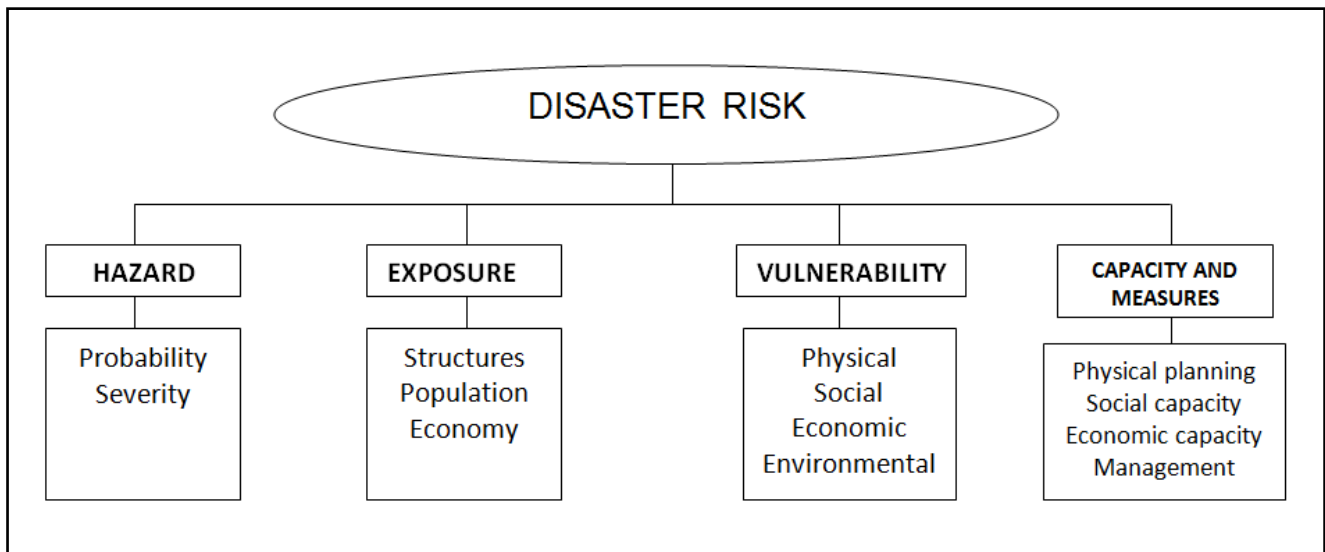 DISASTER RISK
HAZARD
Probability
Severity
EXPOSURE
Structures
Population
Economy
VULNERABILITY
Physical
Social
Economic
Environmental
CAPACITY AND
MEASURES
Physical planning
Social capacity
Economic capacity
Management